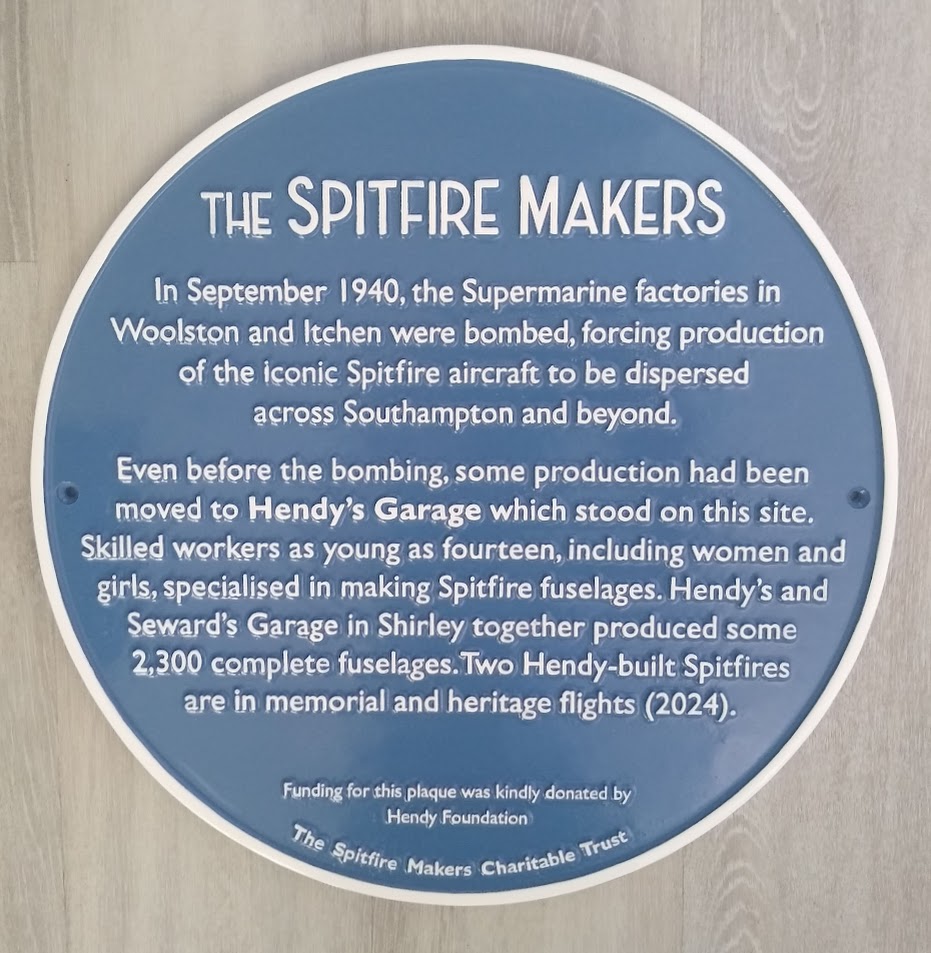 THE SPITFIRE MAKERS
In September 1940, the Supermarine factories in
Woolston and Itchen were bombed, forcing production
of the iconic Spitfire aircraft to be dispersed
across Southampton and beyond.
Even before the bombing, some production had been
moved to Hendy's Garage which stood on this site.
Skilled workers as young as fourteen, including women and
girls, specialised in making Spitfire fuselages. Hendy's and
Seward's Garage in Shirley together produced some
2,300 complete fuselages. Two Hendy-built Spitfires
are in memorial and heritage flights (2024).
Funding for this plaque was kindly donated by
Hendy Foundation
The Spitfire Makers Charitable Trust